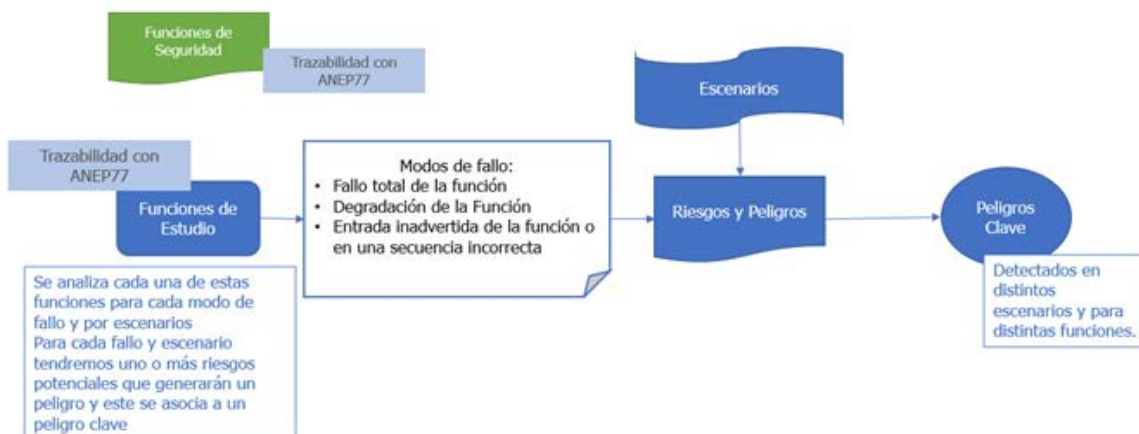 Funciones de
Seguridad
Trazabilidad con
ANEP77
Escenarios
Trazabilidad con
ANEP77
Funciones de
Estudio
Modos de fallo:
• Fallo total de la función
• Degradación de la Función
• Entrada inadvertida de la función o
en una secuencia incorrecta
Riesgos y Peligros
Peligros
Clave
Se analiza cada una de estas
funciones para cada modo de
fallo y por escenarios
Para cada fallo y escenario
tendremos uno o más riesgos
potenciales que generarán un
peligro y este se asocia a un
peligro clave
Detectados en
distintos
escenarios y para
distintas funciones.